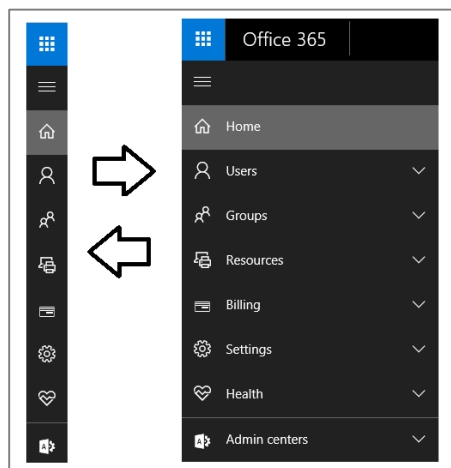 Office 365
Home
Users
Groups
Resources
Billing
Settings
Health
Admin centers